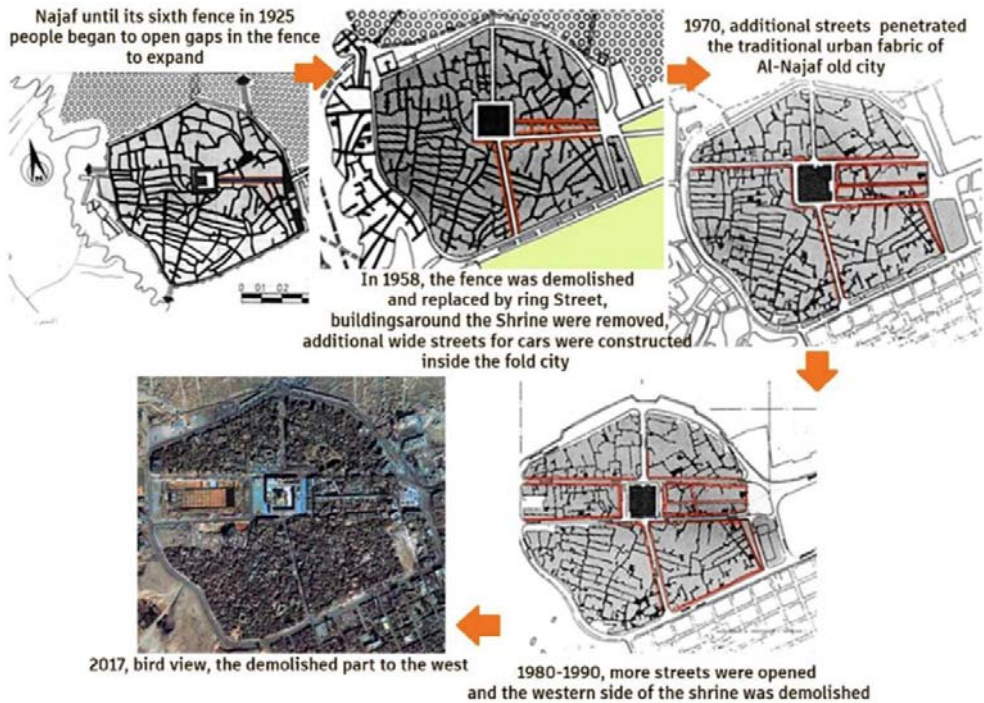 Najaf until its sixth fence in 1925
people began to open gaps in the fence
to expand
1970, additional streets penetrated
the traditional urban fabric of
Al-Najaf old city
In 1958, the fence was demolished
and replaced by ring Street,
buildingsaround the Shrine were removed,
additional wide streets for cars were constructed
inside the fold city
2017, bird view, the demolished part to the west
1980-1990, more streets were opened
and the western side of the shrine was demolished